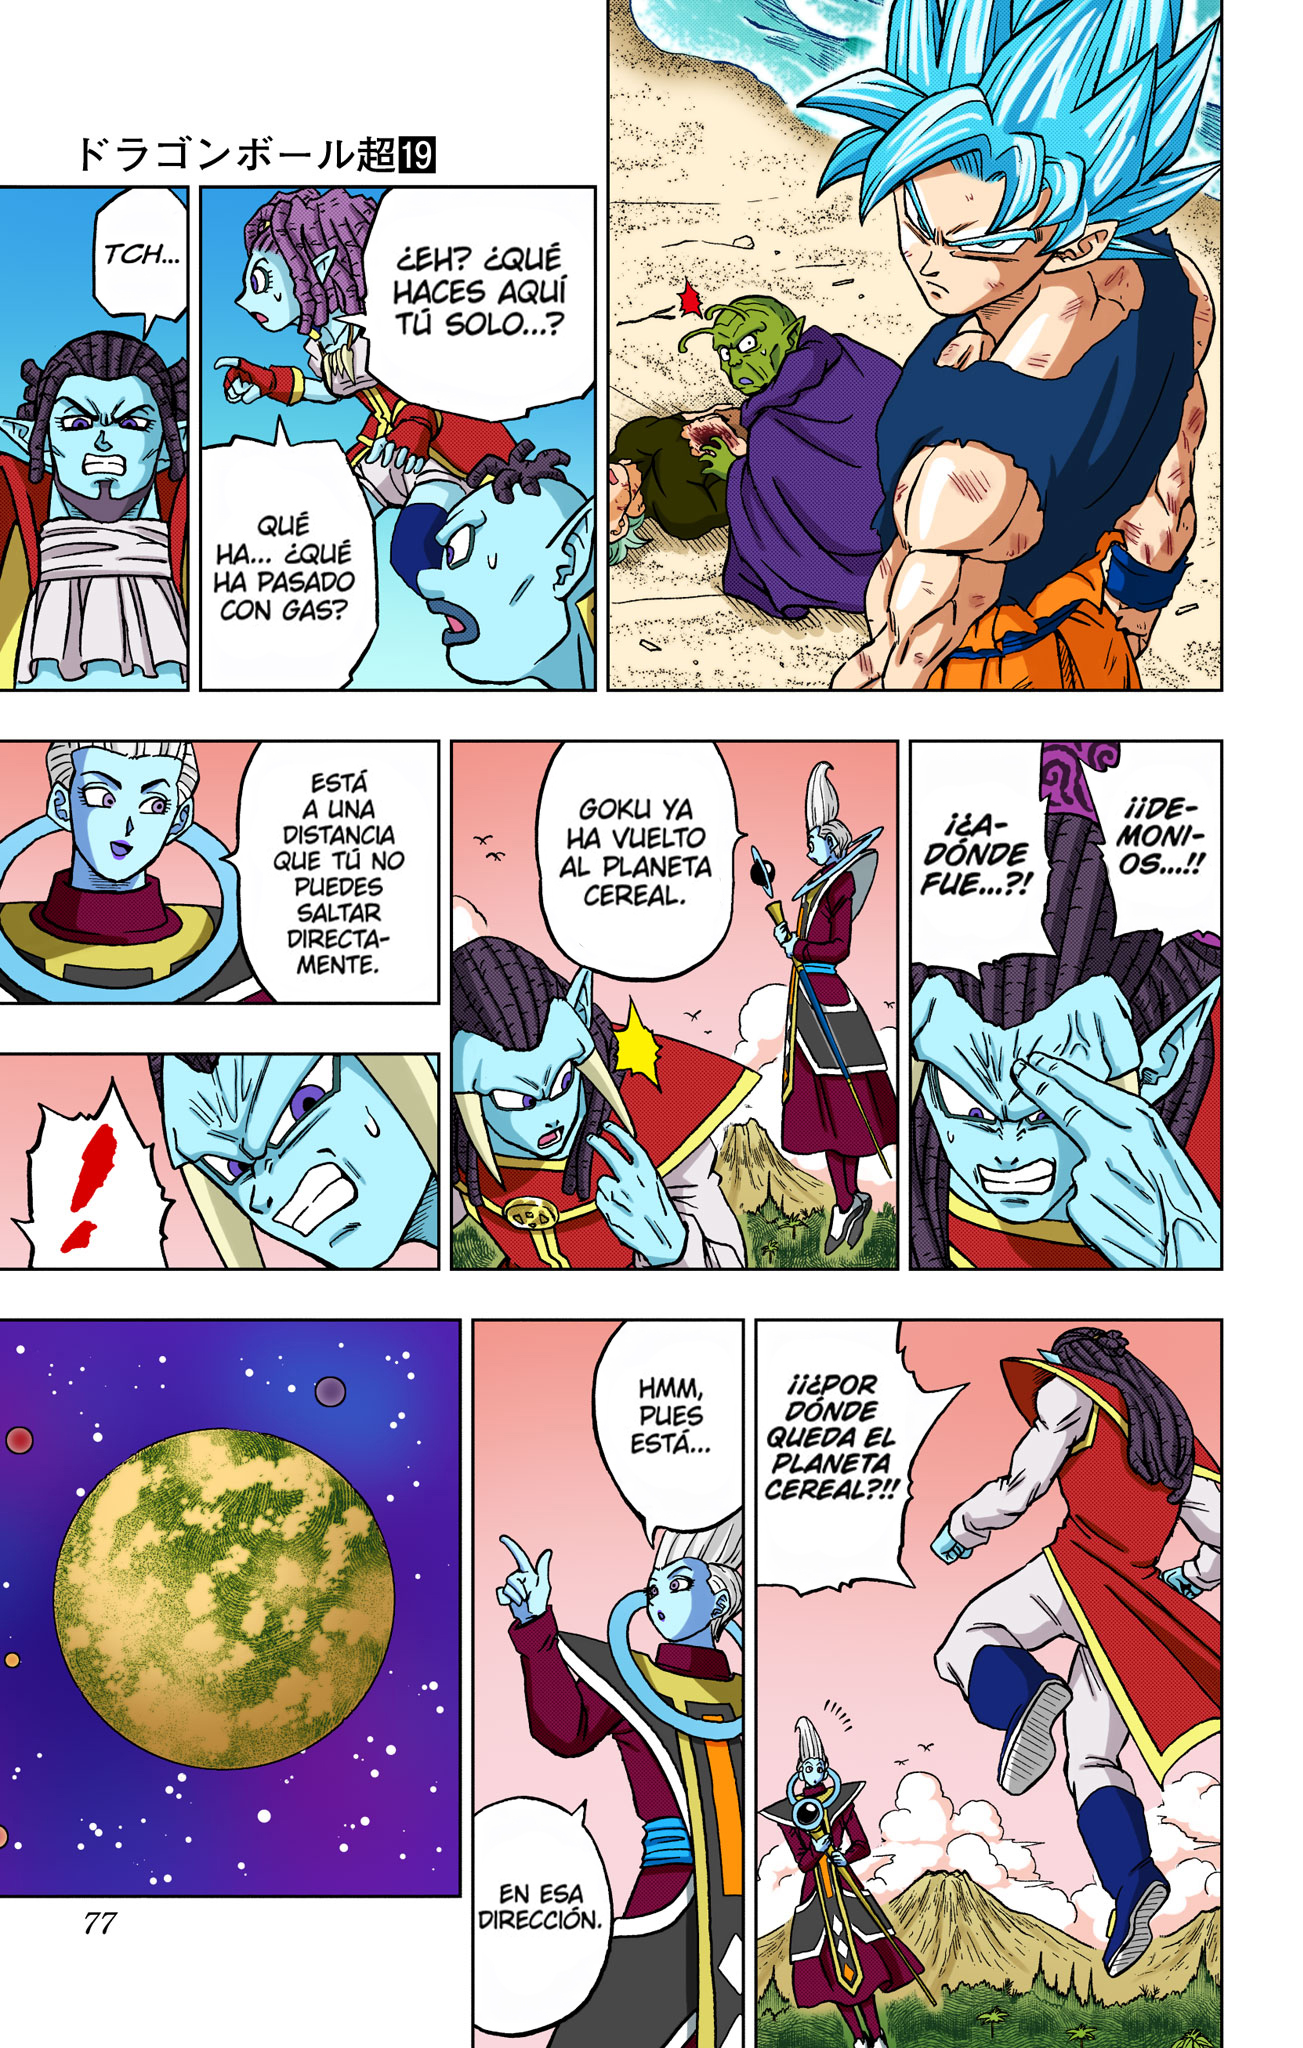 ドラゴンボール超19
¿EH? ¿QUÉ
HACES AQUÍ
TÚ SOLO...?
QUÉ
HA... ¿QUÉ
HA PASADO
CON GAS?
TCH...
¡¡DE-
MONI-
OS...!!
¡¿A-
DÓNDE
FUE...?!
GOKU YA
HA VUELTO
AL PLANETA
CEREAL.
ESTÁ
A UNA
DISTANCIA
QUE TÚ NO
PUEDES
SALTAR
DIRECTA-
MENTE.
!
¡¡¿POR
DÓNDE
QUEDA EL
PLANETA
CEREAL?!!
HMM,
PUES
ESTÁ...
EN ESA
DIRECCIÓN.
77